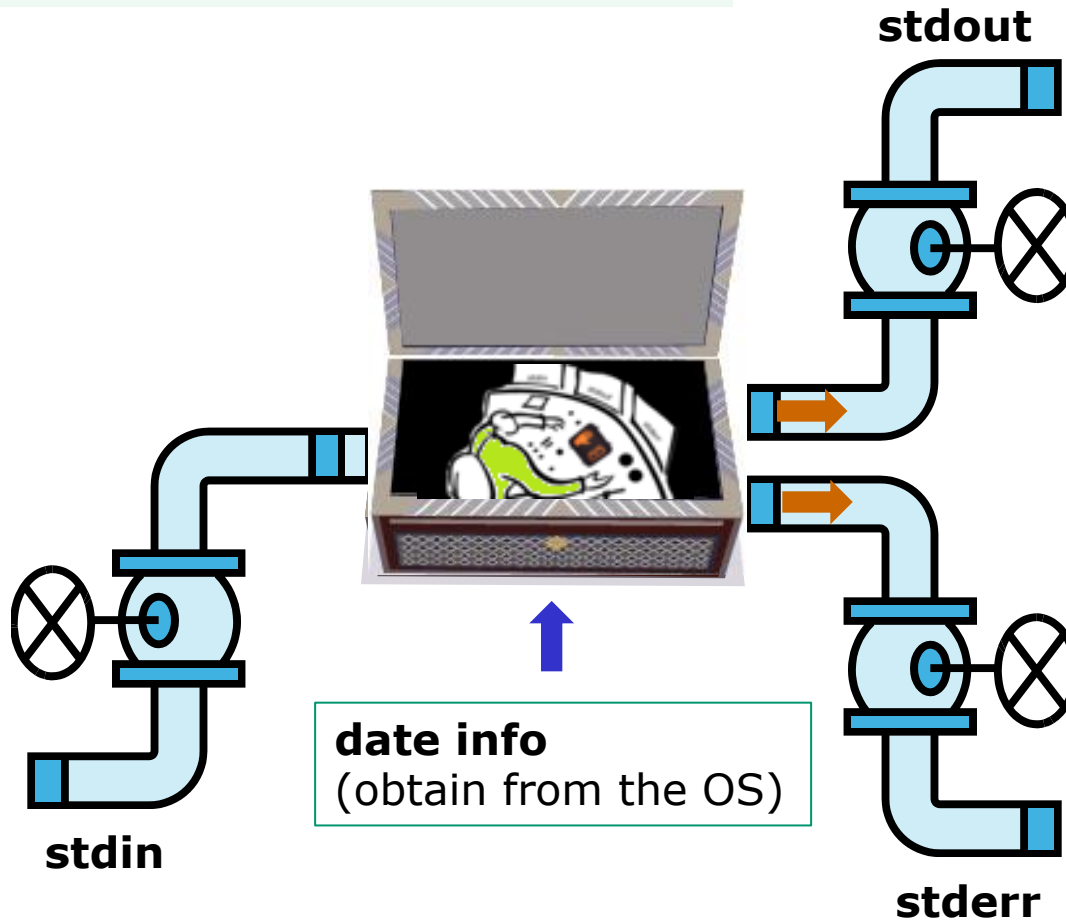 stdout
date info
(obtain from the OS)
stdin
stderr